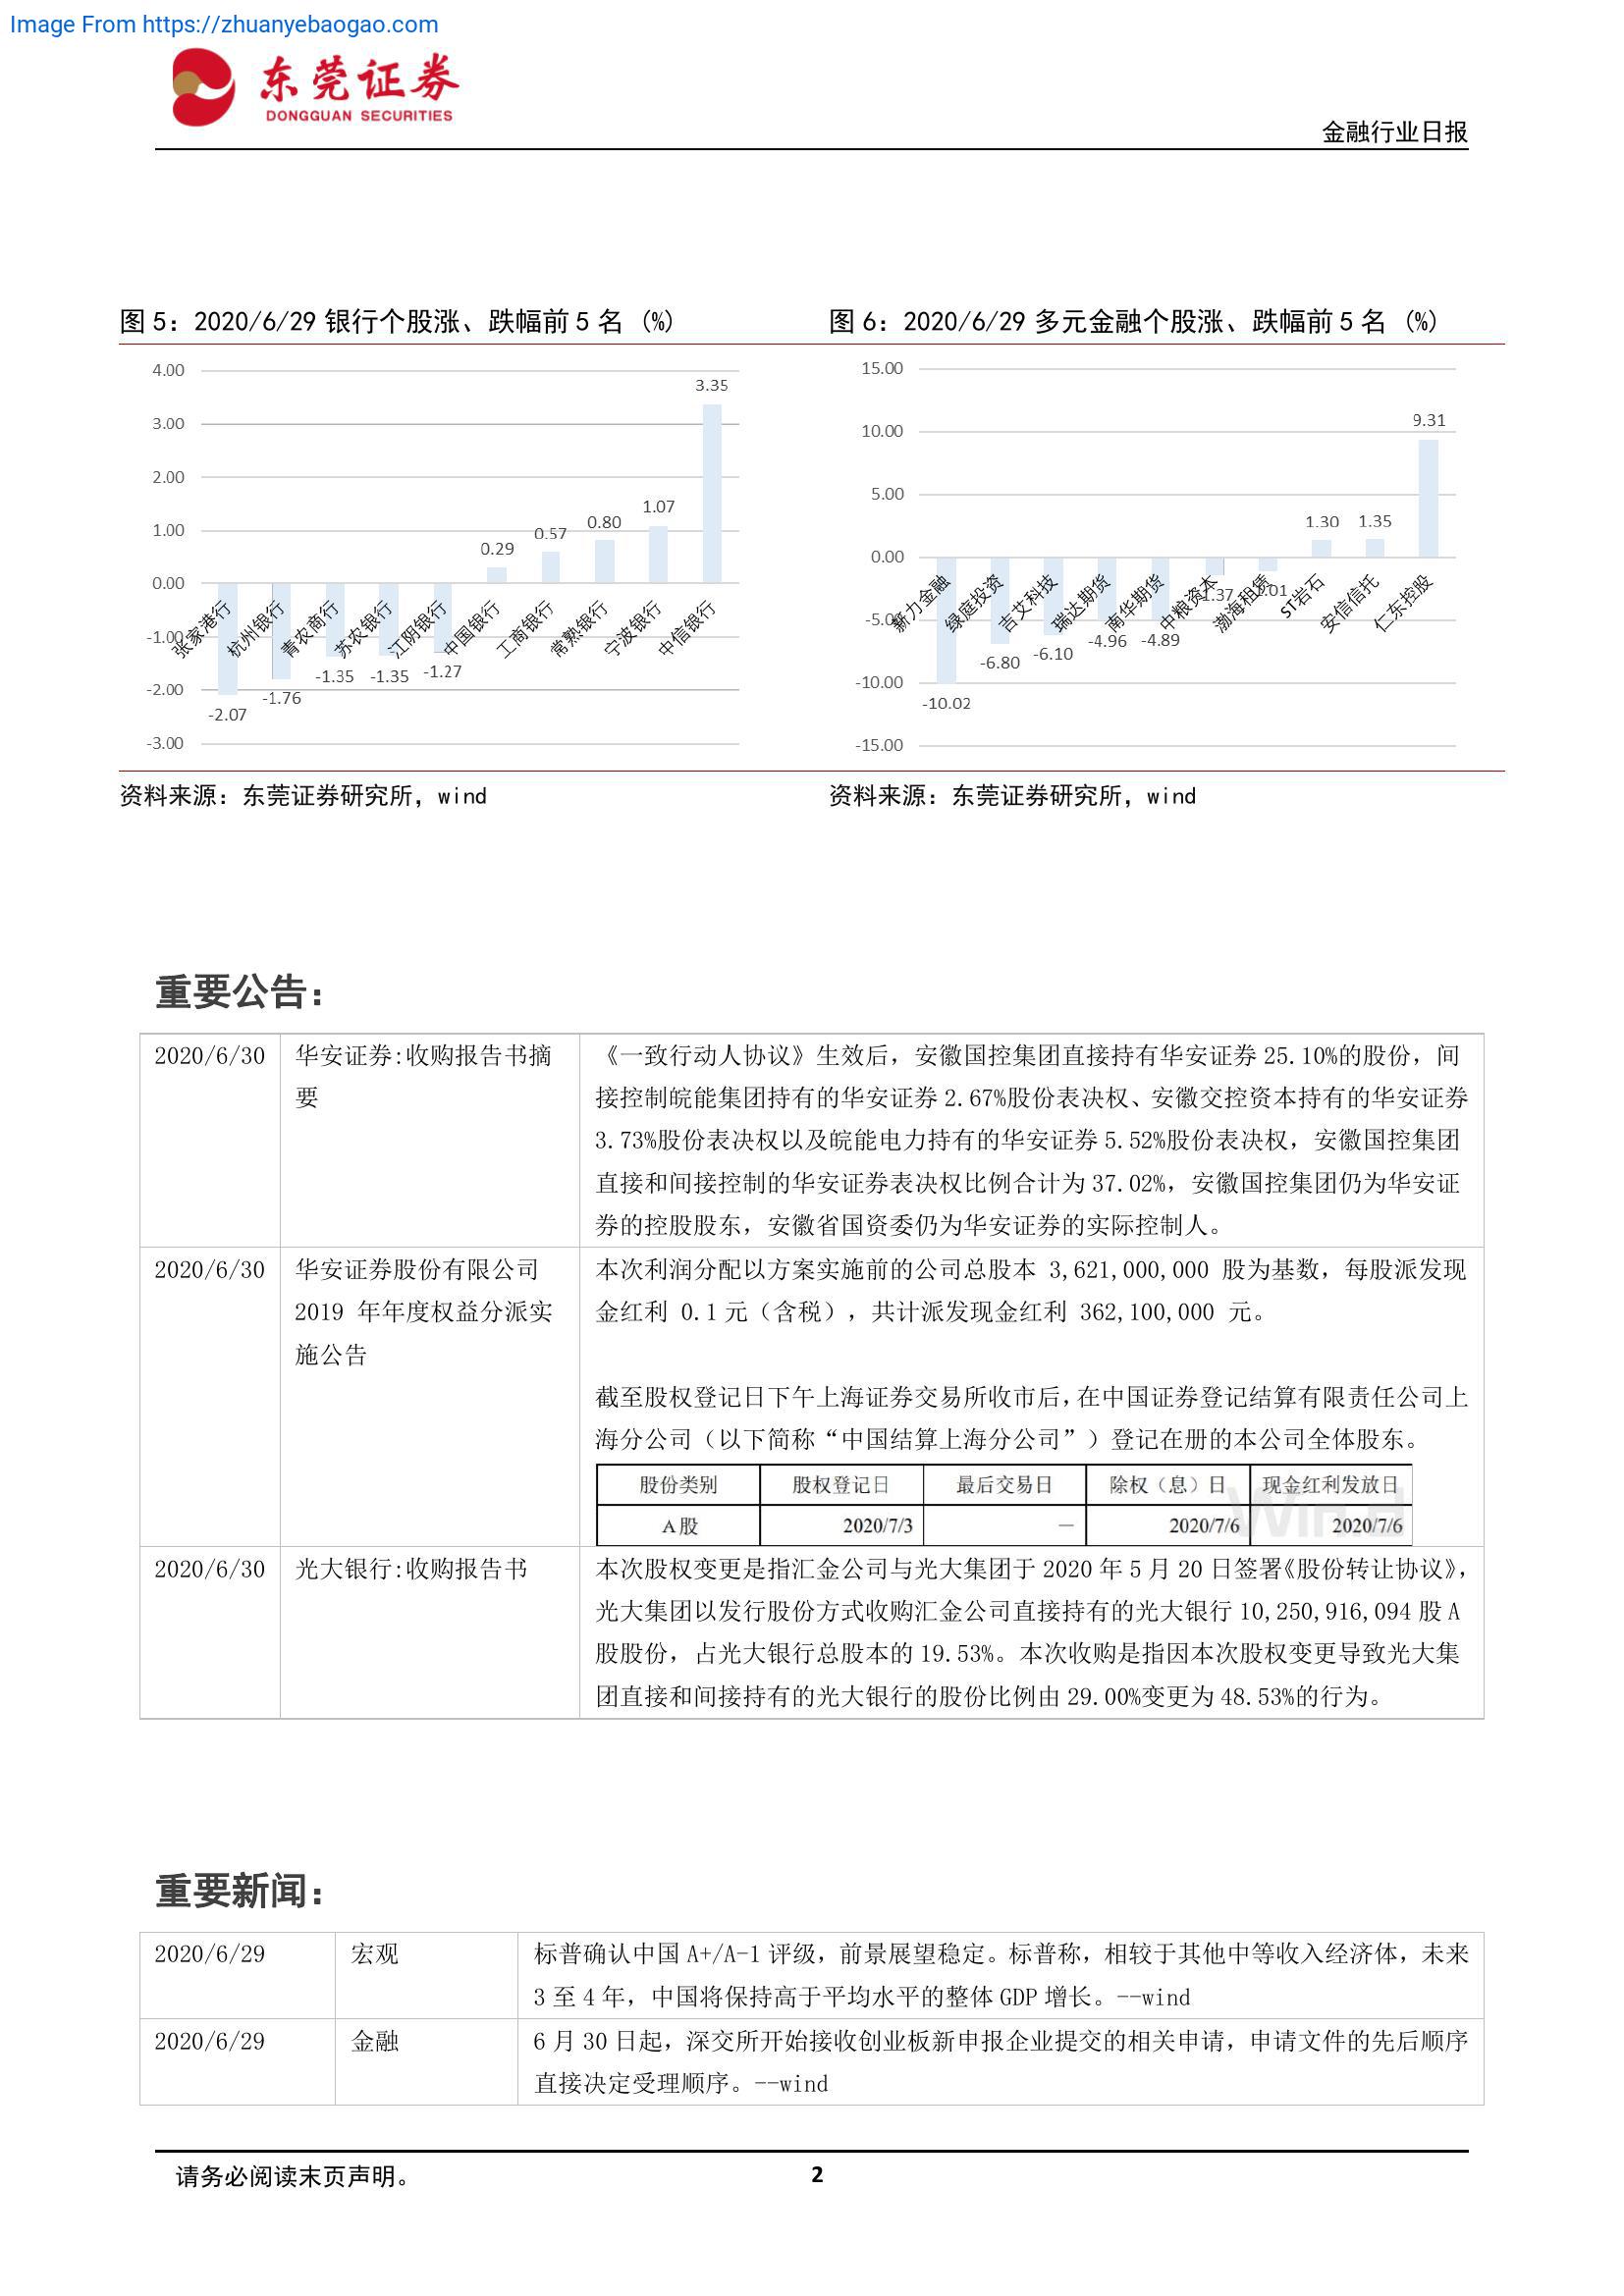 Image From https://zhuanyebaogao.com
东莞证券
DONGGUAN SECURITIES
金融行业日报
图 5：2020/6/29 银行个股涨、跌幅前 5 名（%）
4.00
3.00
2.00
1.00
0.00
-1.00
-2.00
-3.00
3.35
1.07
0.80
0.57
0.29
-1.27
-1.35
-1.35
-1.76
-2.07
张家港行
杭州银行
青农商行
苏农银行
江阴银行
中国银行
工商银行
常熟银行
宁波银行
中信银行
资料来源：东莞证券研究所，wind
图 6：2020/6/29 多元金融个股涨、跌幅前 5 名（%）
15.00
10.00
5.00
0.00
-5.00
-10.00
-15.00
9.31
1.35
1.30
-1.01
-1.37
-4.89
-4.96
-6.10
-6.80
-10.02
新力金融
绿庭投资
吉艾科技
瑞达期货
南华期货
中粮资本
渤海租赁
ST岩石
安信信托
仁东控股
资料来源：东莞证券研究所，wind
重要公告：
2020/6/30
华安证券:收购报告书摘
要
《一致行动人协议》生效后，安徽国控集团直接持有华安证券 25.10%的股份，间
接控制皖能集团持有的华安证券 2.67%股份表决权、安徽交控资本持有的华安证券
3.73%股份表决权以及皖能电力持有的华安证券 5.52%股份表决权，安徽国控集团
直接和间接控制的华安证券表决权比例合计为 37.02%，安徽国控集团仍为华安证
券的控股股东，安徽省国资委仍为华安证券的实际控制人。
2020/6/30
华安证券股份有限公司
2019 年年度权益分派实
施公告
本次利润分配以方案实施前的公司总股本 3,621,000,000 股为基数，每股派发现
金红利 0.1 元（含税），共计派发现金红利 362,100,000 元。
截至股权登记日下午上海证券交易所收市后，在中国证券登记结算有限责任公司上
海分公司（以下简称“中国结算上海分公司”）登记在册的本公司全体股东。
股份类别 股权登记日 最后交易日 除权（息）日 现金红利发放日
A股 2020/7/3 － 2020/7/6 2020/7/6
Wind
2020/6/30
光大银行:收购报告书
本次股权变更是指汇金公司与光大集团于 2020 年 5 月 20 日签署《股份转让协议》，
光大集团以发行股份方式收购汇金公司直接持有的光大银行 10,250,916,094 股 A
股股份，占光大银行总股本的 19.53%。本次收购是指因本次股权变更导致光大集
团直接和间接持有的光大银行的股份比例由 29.00%变更为 48.53%的行为。
重要新闻：
2020/6/29
宏观
标普确认中国 A+/A-1 评级，前景展望稳定。标普称，相较于其他中等收入经济体，未来
3 至 4 年，中国将保持高于平均水平的整体 GDP 增长。--wind
2020/6/29
金融
6 月 30 日起，深交所开始接收创业板新申报企业提交的相关申请，申请文件的先后顺序
直接决定受理顺序。--wind
请务必阅读末页声明。
2